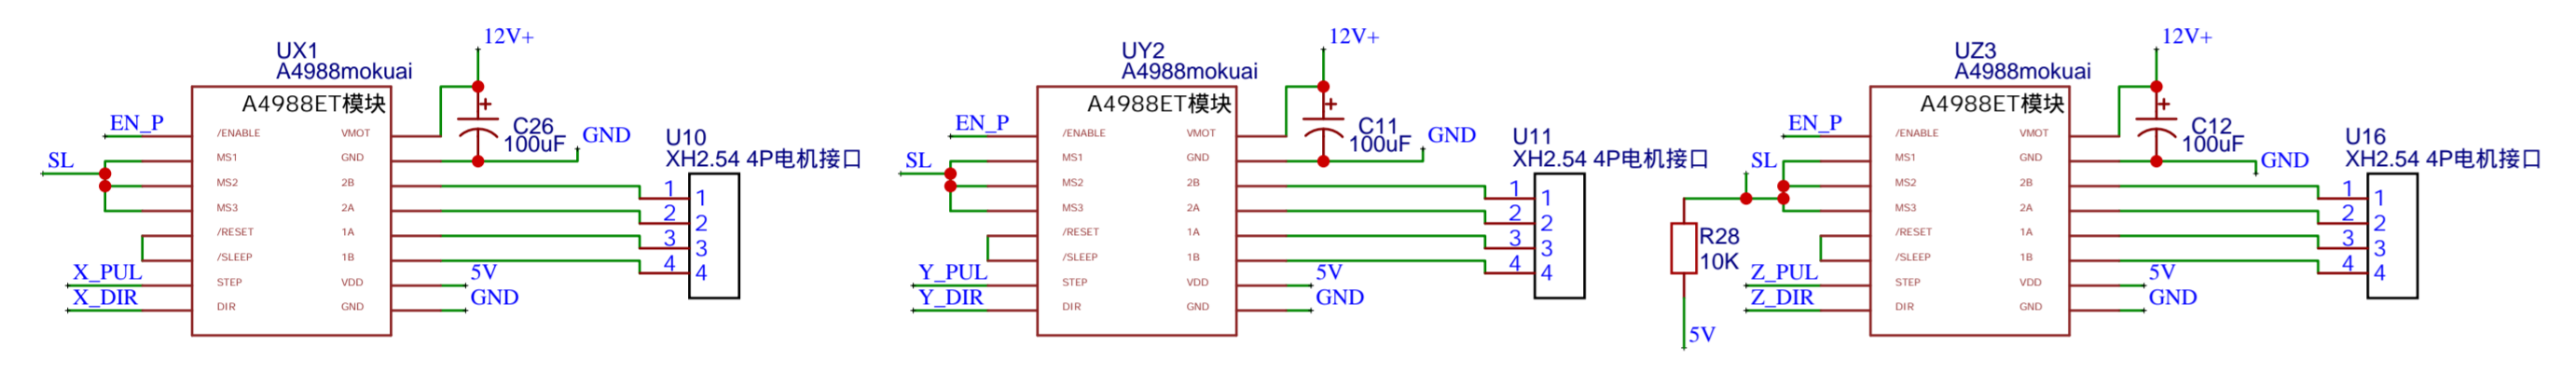 12V+
UX1
A4988mokuai
A4988ET模块
EN_P
SL
X_PUL
X_DIR
/ENABLE
MS1
MS2
MS3
/RESET
/SLEEP
STEP
DIR
VMOT
GND
2B
2A
1A
1B
VDD
GND
+
C26
100uF
GND
5V
GND
U10
XH2.54 4P电机接口
1 1
2 2
3 3
4 4
12V+
UY2
A4988mokuai
A4988ET模块
EN_P
SL
Y_PUL
Y_DIR
/ENABLE
MS1
MS2
MS3
/RESET
/SLEEP
STEP
DIR
VMOT
GND
2B
2A
1A
1B
VDD
GND
+
C11
100uF
GND
5V
GND
U11
XH2.54 4P电机接口
1 1
2 2
3 3
4 4
12V+
UZ3
A4988mokuai
A4988ET模块
EN_P
SL
R28
10K
5V
Z_PUL
Z_DIR
/ENABLE
MS1
MS2
MS3
/RESET
/SLEEP
STEP
DIR
VMOT
GND
2B
2A
1A
1B
VDD
GND
+
C12
100uF
GND
5V
GND
U16
XH2.54 4P电机接口
1 1
2 2
3 3
4 4